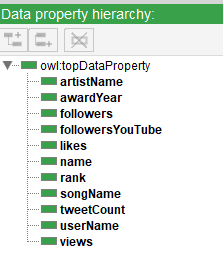 Data property hierarchy:
owl:topDataProperty
artistName
awardYear
followers
followersYouTube
likes
name
rank
songName
tweetCount
userName
views